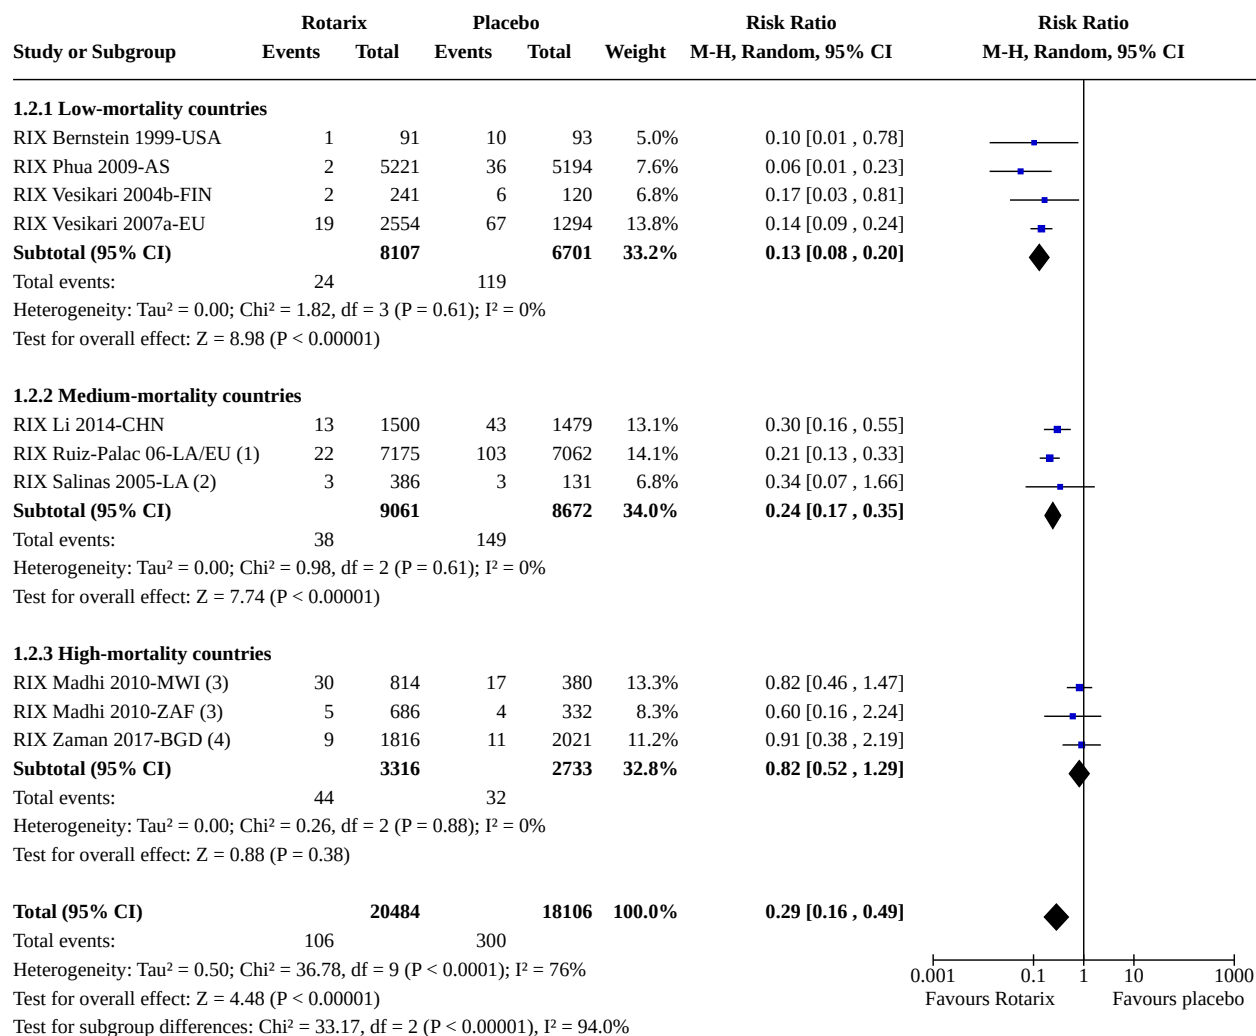 Rotarix Placebo Risk Ratio Risk Ratio
Study or Subgroup Events Total Events Total Weight M-H, Random, 95% CI M-H, Random, 95% CI
1.2.1 Low-mortality countries
RIX Bernstein 1999-USA 1 91 10 93 5.0% 0.10 [0.01 , 0.78]
RIX Phua 2009-AS 2 5221 36 5194 7.6% 0.06 [0.01 , 0.23]
RIX Vesikari 2004b-FIN 2 241 6 120 6.8% 0.17 [0.03 , 0.81]
RIX Vesikari 2007a-EU 19 2554 67 1294 13.8% 0.14 [0.09 , 0.24]
Subtotal (95% CI) 8107 6701 33.2% 0.13 [0.08 , 0.20]
Total events: 24 119
Heterogeneity: Tau² = 0.00; Chi² = 1.82, df = 3 (P = 0.61); I² = 0%
Test for overall effect: Z = 8.98 (P < 0.00001)
1.2.2 Medium-mortality countries
RIX Li 2014-CHN 13 1500 43 1479 13.1% 0.30 [0.16 , 0.55]
RIX Ruiz-Palac 06-LA/EU (1) 22 7175 103 7062 14.1% 0.21 [0.13 , 0.33]
RIX Salinas 2005-LA (2) 3 386 3 131 6.8% 0.34 [0.07 , 1.66]
Subtotal (95% CI) 9061 8672 34.0% 0.24 [0.17 , 0.35]
Total events: 38 149
Heterogeneity: Tau² = 0.00; Chi² = 0.98, df = 2 (P = 0.61); I² = 0%
Test for overall effect: Z = 7.74 (P < 0.00001)
1.2.3 High-mortality countries
RIX Madhi 2010-MWI (3) 30 814 17 380 13.3% 0.82 [0.46 , 1.47]
RIX Madhi 2010-ZAF (3) 5 686 4 332 8.3% 0.60 [0.16 , 2.24]
RIX Zaman 2017-BGD (4) 9 1816 11 2021 11.2% 0.91 [0.38 , 2.19]
Subtotal (95% CI) 3316 2733 32.8% 0.82 [0.52 , 1.29]
Total events: 44 32
Heterogeneity: Tau² = 0.00; Chi² = 0.26, df = 2 (P = 0.88); I² = 0%
Test for overall effect: Z = 0.88 (P = 0.38)
Total (95% CI) 20484 18106 100.0% 0.29 [0.16 , 0.49]
Total events: 106 300
Heterogeneity: Tau² = 0.50; Chi² = 36.78, df = 9 (P < 0.0001); I² = 76%
0.001 0.1 1 10 1000
Test for overall effect: Z = 4.48 (P < 0.00001) Favours Rotarix Favours placebo
Test for subgroup differences: Chi² = 33.17, df = 2 (P < 0.00001), I² = 94.0%